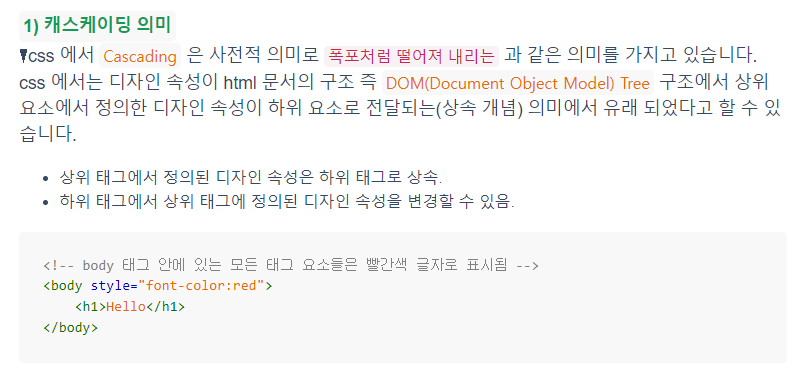 1) 캐스케이딩 의미
css 에서 Cascading 은 사전적 의미로 폭포처럼 떨어져 내리는 과 같은 의미를 가지고 있습니다.
css 에서는 디자인 속성이 html 문서의 구조 즉 DOM(Document Object Model) Tree 구조에서 상위
요소에서 정의한 디자인 속성이 하위 요소로 전달되는(상속 개념) 의미에서 유래 되었다고 할 수 있
습니다.
• 상위 태그에서 정의된 디자인 속성은 하위 태그로 상속.
• 하위 태그에서 상위 태그에 정의된 디자인 속성을 변경할 수 있음.
<!-- body 태그 안에 있는 모든 태그 요소들은 빨간색 글자로 표시됨 -->
<body style="font-color:red">
    <h1>Hello</h1>
</body>